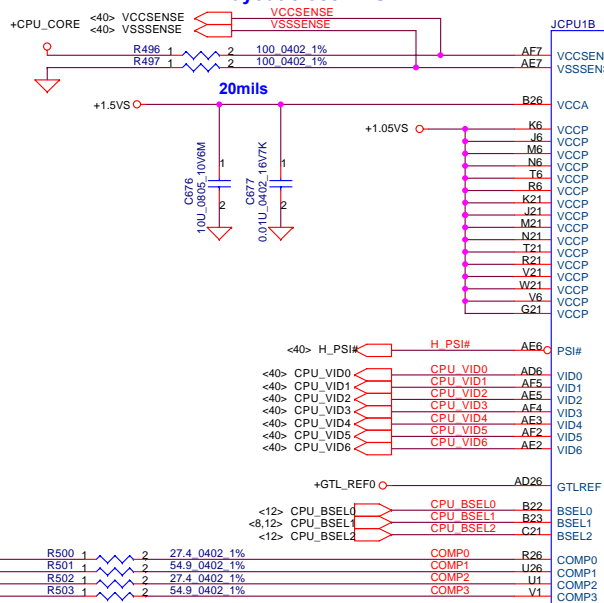 +CPU_CORE <40> VCCSENSE VCCSENSE JCPU1B
<40> VSSSENSE VSSSENSE
R496 1 2 100_0402_1% AF7 VCCSEN
R497 1 2 100_0402_1% AE7 VSSSENS
20mils
+1.5VS B26 VCCA
+1.05VS K6 VCCP
J6 VCCP
M6 VCCP
N6 VCCP
T6 VCCP
R6 VCCP
K21 VCCP
J21 VCCP
M21 VCCP
N21 VCCP
T21 VCCP
R21 VCCP
V21 VCCP
W21 VCCP
V6 VCCP
G21 VCCP
C676 1 2
10U_0805_10V6M
C677 1 2
0.01U_0402_16V7K
<40> H_PSI# H_PSI# AE6 PSI#
<40> CPU_VID0 CPU_VID0 AD6 VID0
<40> CPU_VID1 CPU_VID1 AF5 VID1
<40> CPU_VID2 CPU_VID2 AE5 VID2
<40> CPU_VID3 CPU_VID3 AF4 VID3
<40> CPU_VID4 CPU_VID4 AE3 VID4
<40> CPU_VID5 CPU_VID5 AF2 VID5
<40> CPU_VID6 CPU_VID6 AE2 VID6
+GTL_REF0 AD26 GTLREF
<12> CPU_BSEL0 CPU_BSEL0 B22 BSEL0
<8,12> CPU_BSEL1 CPU_BSEL1 B23 BSEL1
<12> CPU_BSEL2 CPU_BSEL2 C21 BSEL2
R500 1 2 27.4_0402_1% COMP0 R26 COMP0
R501 1 2 54.9_0402_1% COMP1 U26 COMP1
R502 1 2 27.4_0402_1% COMP2 U1 COMP2
R503 1 2 54.9_0402_1% COMP3 V1 COMP3